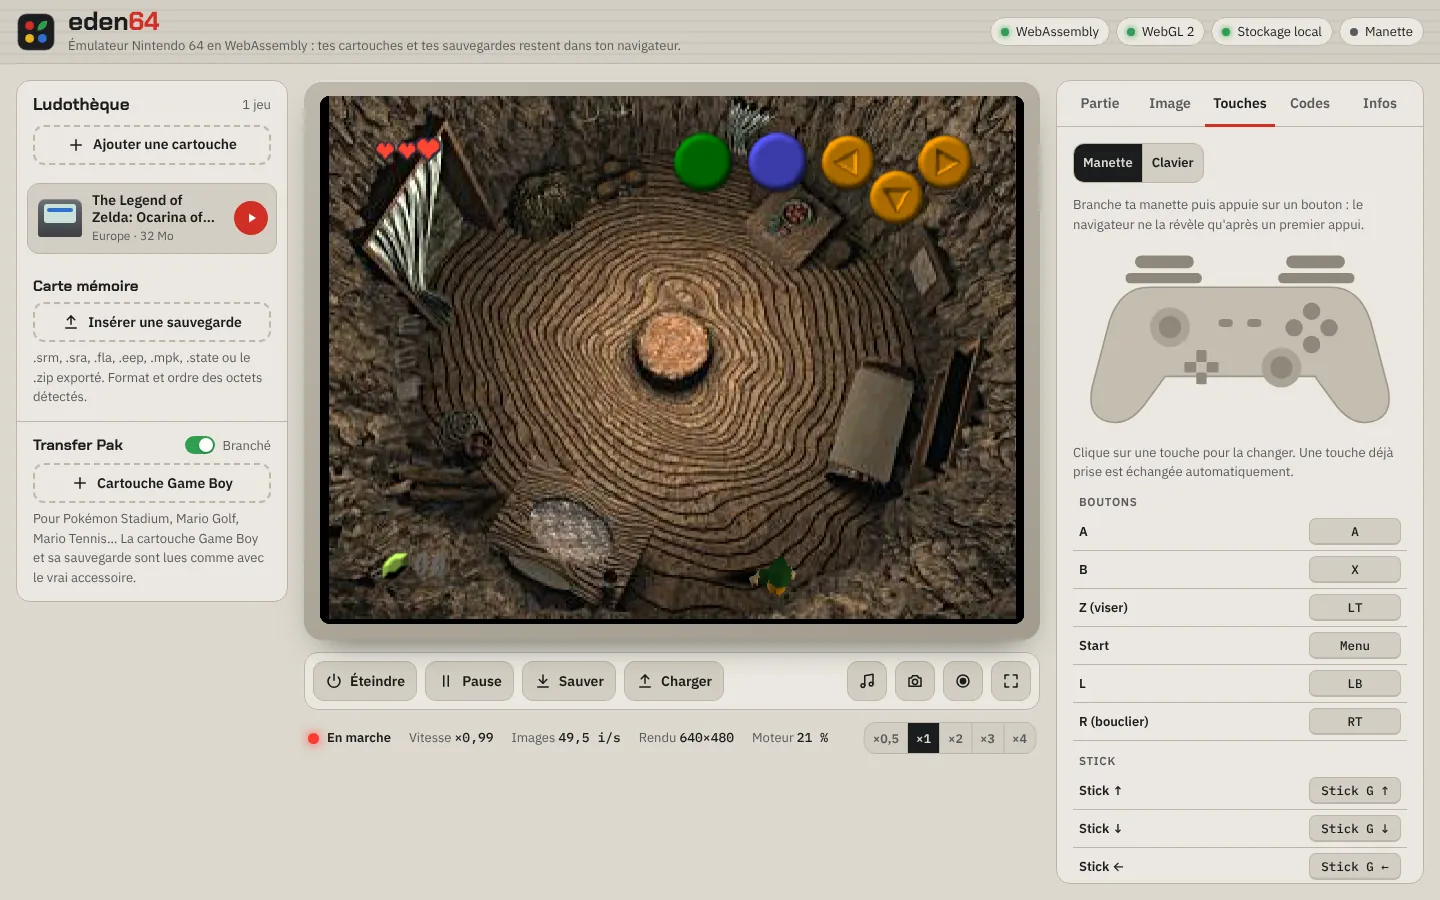 eden64
Émulateur Nintendo 64 en WebAssembly : tes cartouches et tes sauvegardes restent dans ton navigateur.
WebAssembly
WebGL 2
Stockage local
Manette
Ludothèque
1 jeu
Ajouter une cartouche
The Legend of
Zelda: Ocarina of...
Europe · 32 Mo
Carte mémoire
Insérer une sauvegarde
.srm, .sra, .fla, .eep, .mpk, .state ou le
.zip exporté. Format et ordre des octets
détectés.
Transfer Pak
Branché
Cartouche Game Boy
Pour Pokémon Stadium, Mario Golf,
Mario Tennis… La cartouche Game Boy
et sa sauvegarde sont lues comme avec
le vrai accessoire.
Éteindre
Pause
Sauver
Charger
En marche
Vitesse ×0,99
Images 49,5 i/s
Rendu 640×480
Moteur 21 %
×0,5
×1
×2
×3
×4
Partie
Image
Touches
Codes
Infos
Manette
Clavier
Branche ta manette puis appuie sur un bouton : le
navigateur ne la révèle qu'après un premier appui.
Clique sur une touche pour la changer. Une touche déjà
prise est échangée automatiquement.
BOUTONS
A A
B X
Z (viser) LT
Start Menu
L LB
R (bouclier) RT
STICK
Stick ↑ Stick G ↑
Stick ↓ Stick G ↓
Stick ← Stick G ←